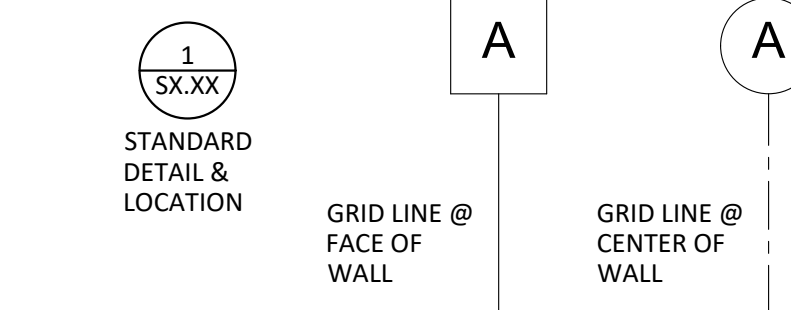 1
SX.XX
STANDARD
DETAIL &
LOCATION
A
GRID LINE @
FACE OF
WALL
A
GRID LINE @
CENTER OF
WALL